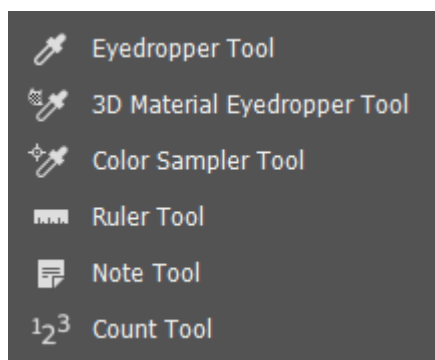 Eyedropper Tool
3D Material Eyedropper Tool
Color Sampler Tool
Ruler Tool
Note Tool
123 Count Tool